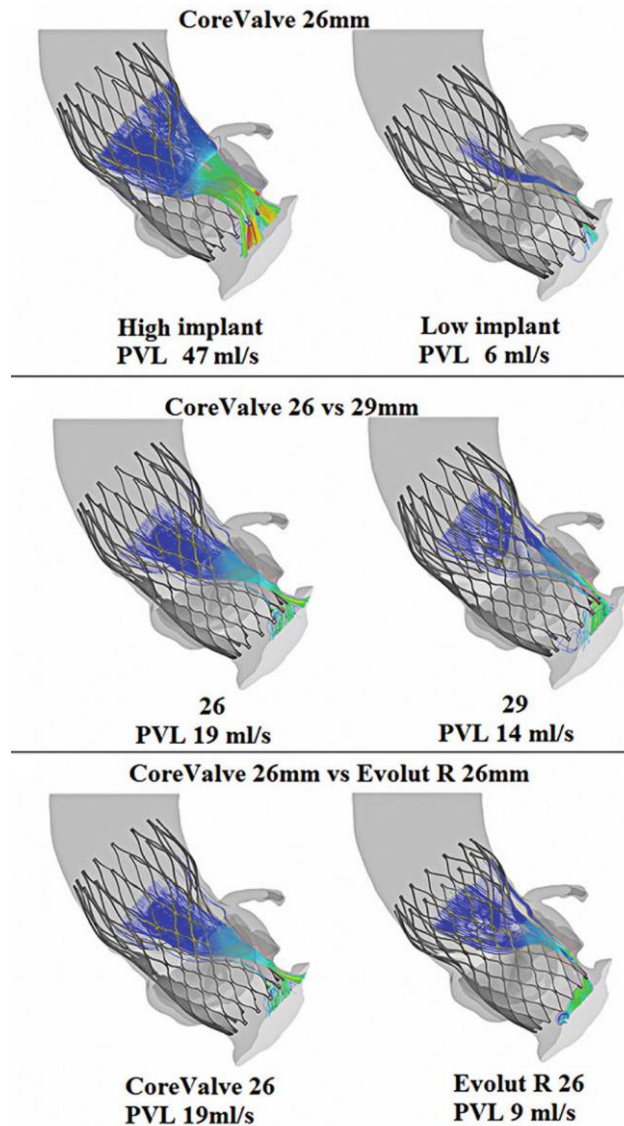 CoreValve 26mm
High implant
PVL 47 ml/s
Low implant
PVL 6 ml/s
CoreValve 26 vs 29mm
26
PVL 19 ml/s
29
PVL 14 ml/s
CoreValve 26mm vs Evolut R 26mm
CoreValve 26
PVL 19ml/s
Evolut R 26
PVL 9 ml/s